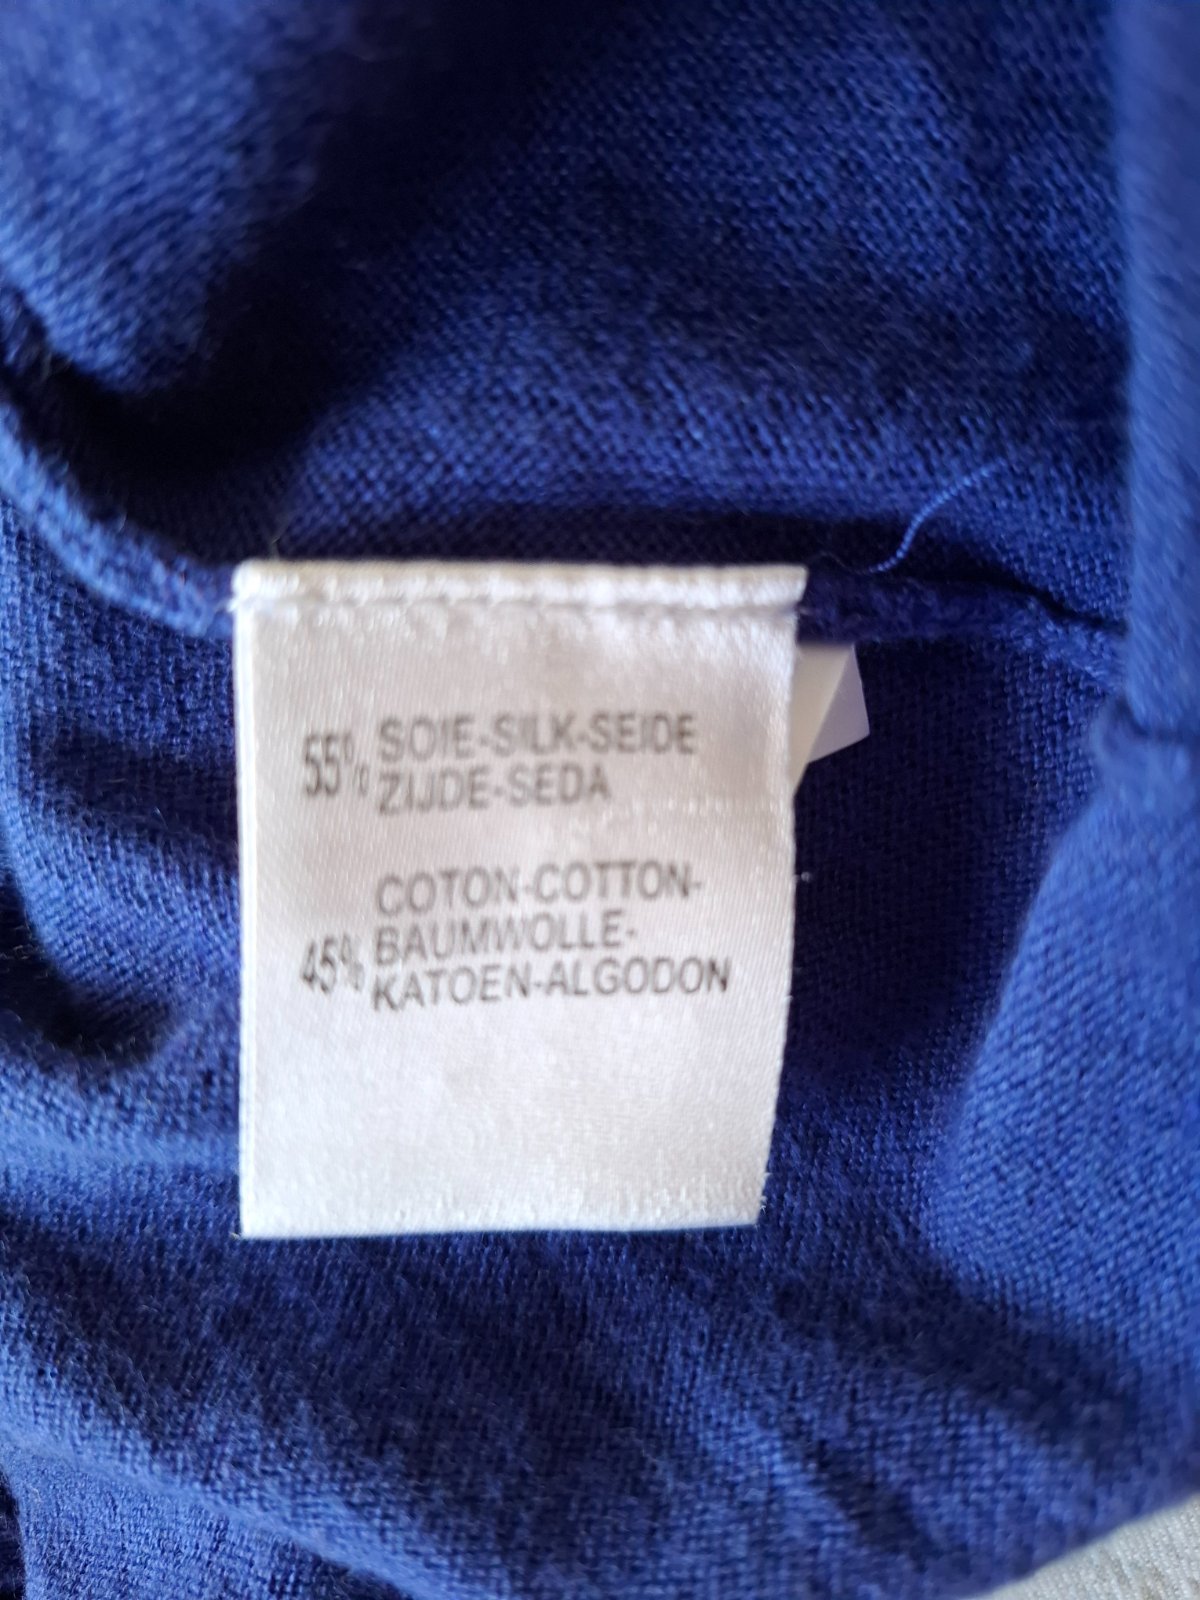 55% SOIE-SILK-SEIDE
ZIJDE-SEDA
COTON-COTTON-
45% BAUMWOLLE-
KATOEN-ALGODON